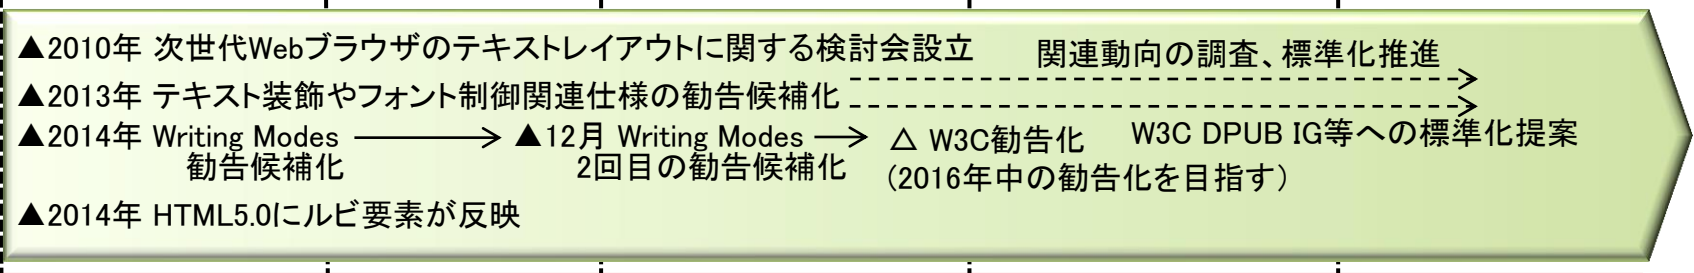 ▲2010年 次世代Webブラウザのテキストレイアウトに関する検討会設立
関連動向の調査、標準化推進
▲2013年 テキスト装飾やフォント制御関連仕様の勧告候補化
▲2014年 Writing Modes
勧告候補化
▲12月 Writing Modes
2回目の勧告候補化
△ W3C勧告化
(2016年中の勧告化を目指す)
W3C DPUB IG等への標準化提案
▲2014年 HTML5.0にルビ要素が反映